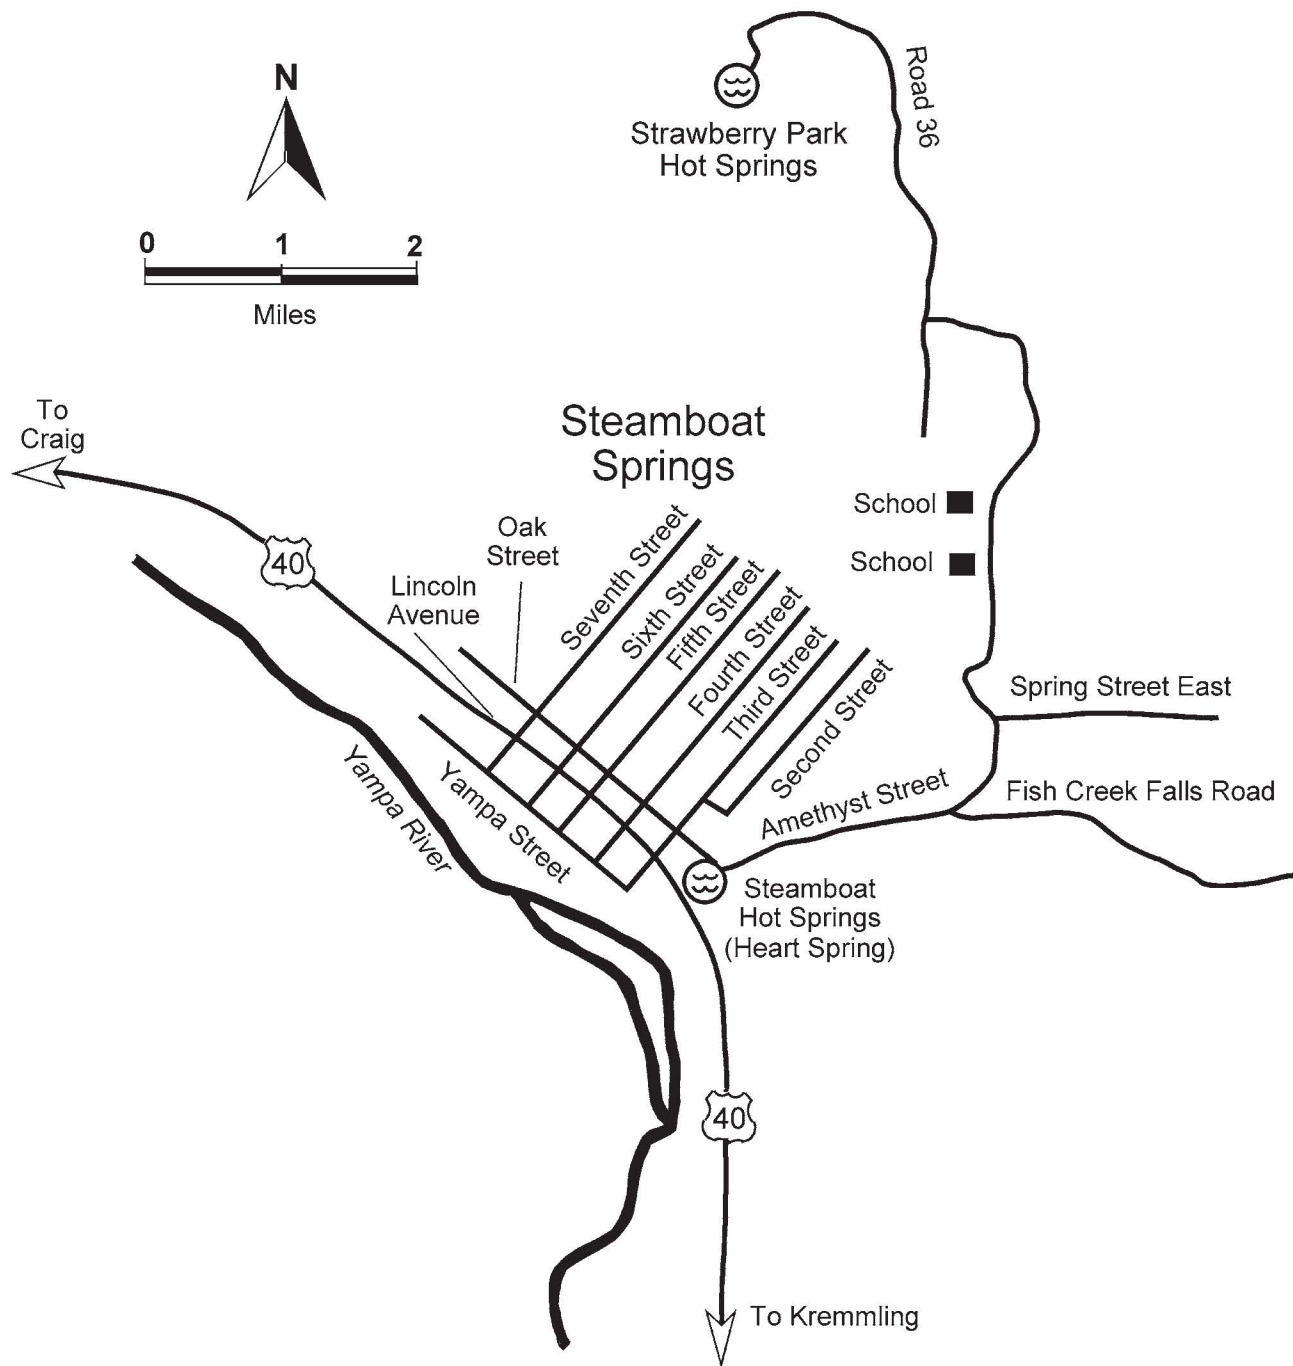 N
0 1 2
Miles
Road 36
Strawberry Park
Hot Springs
To
Craig
Steamboat
Springs
40
Oak
Street
Lincoln
Avenue
Seventh Street
Sixth Street
Fifth Street
Fourth Street
Third Street
Second Street
School
School
Spring Street East
Amethyst Street
Fish Creek Falls Road
Yampa Street
Yampa River
Steamboat
Hot Springs
(Heart Spring)
40
To Kremmling